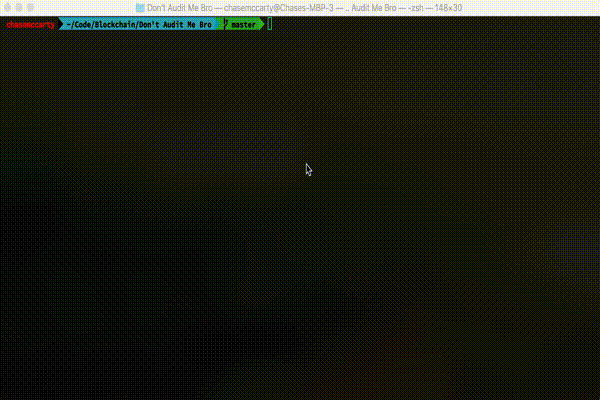 Don't Audit Me Bro — chasemccarty@Chases-MBP-3 — .. Audit Me Bro — -zsh — 148×30
chasemccarty ~/Code/Blockchain/Don't Audit Me Bro master